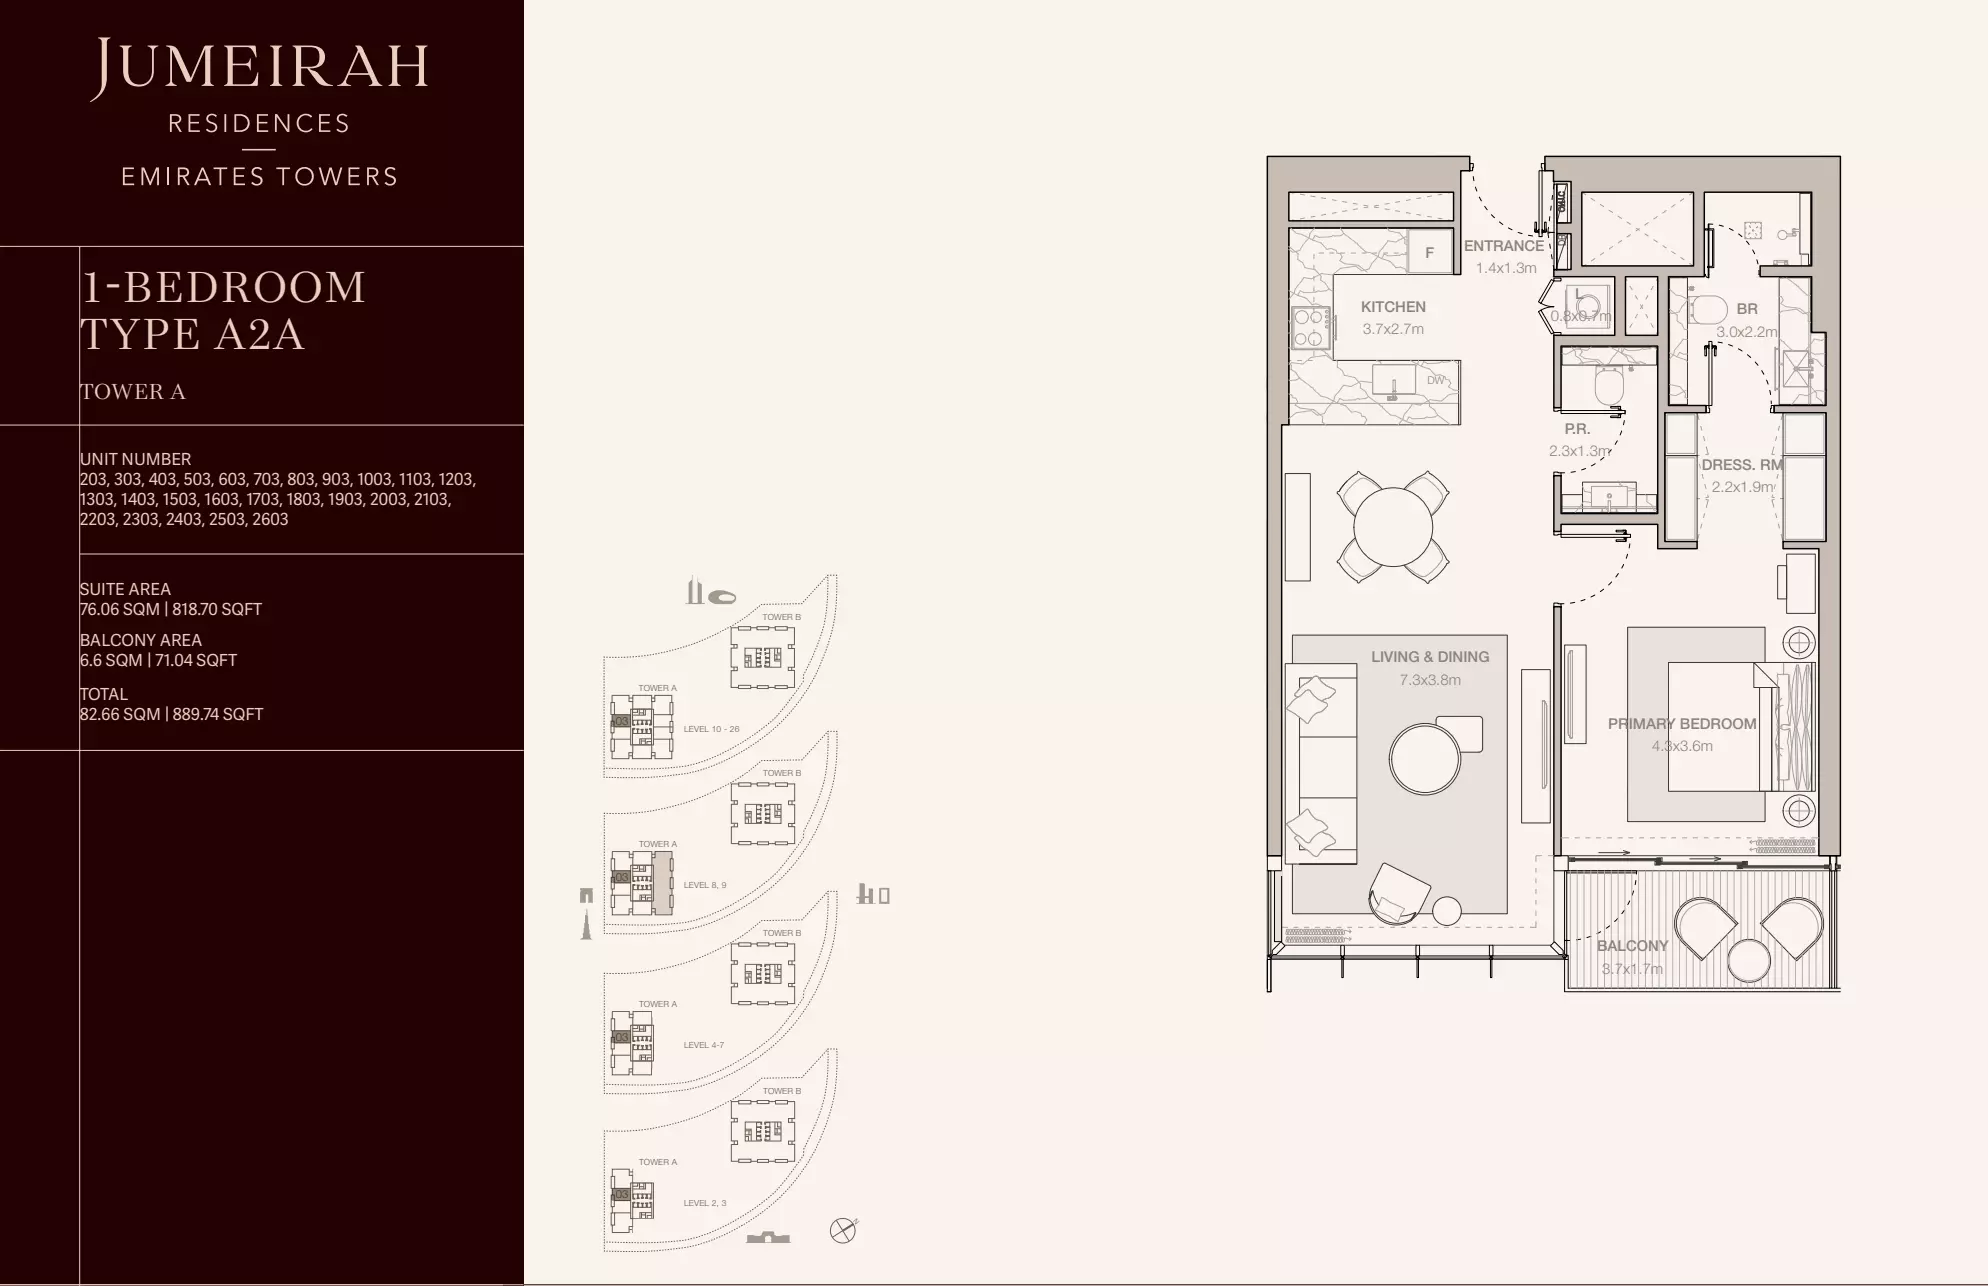 JUMEIRAH
RESIDENCES
EMIRATES TOWERS
1-BEDROOM
TYPE A2A
TOWER A
UNIT NUMBER
203, 303, 403, 503, 603, 703, 803, 903, 1003, 1103, 1203,
1303, 1403, 1503, 1603, 1703, 1803, 1903, 2003, 2103,
2203, 2303, 2403, 2503, 2603
SUITE AREA
76.06 SQM | 818.70 SQFT
BALCONY AREA
6.6 SQM | 71.04 SQFT
TOTAL
82.66 SQM | 889.74 SQFT
TOWER B
TOWER A
03
LEVEL 10 - 26
TOWER B
TOWER A
03
LEVEL 8, 9
TOWER B
TOWER A
03
LEVEL 4-7
TOWER B
TOWER A
03
LEVEL 2, 3
ENTRANCE
1.4x1.3m
F
KITCHEN
3.7x2.7m
DW
L
0.8x0.7m
BR
3.0x2.2m
P.R.
2.3x1.3m
DRESS. RM
2.2x1.9m
LIVING & DINING
7.3x3.8m
PRIMARY BEDROOM
4.3x3.6m
BALCONY
3.7x1.7m